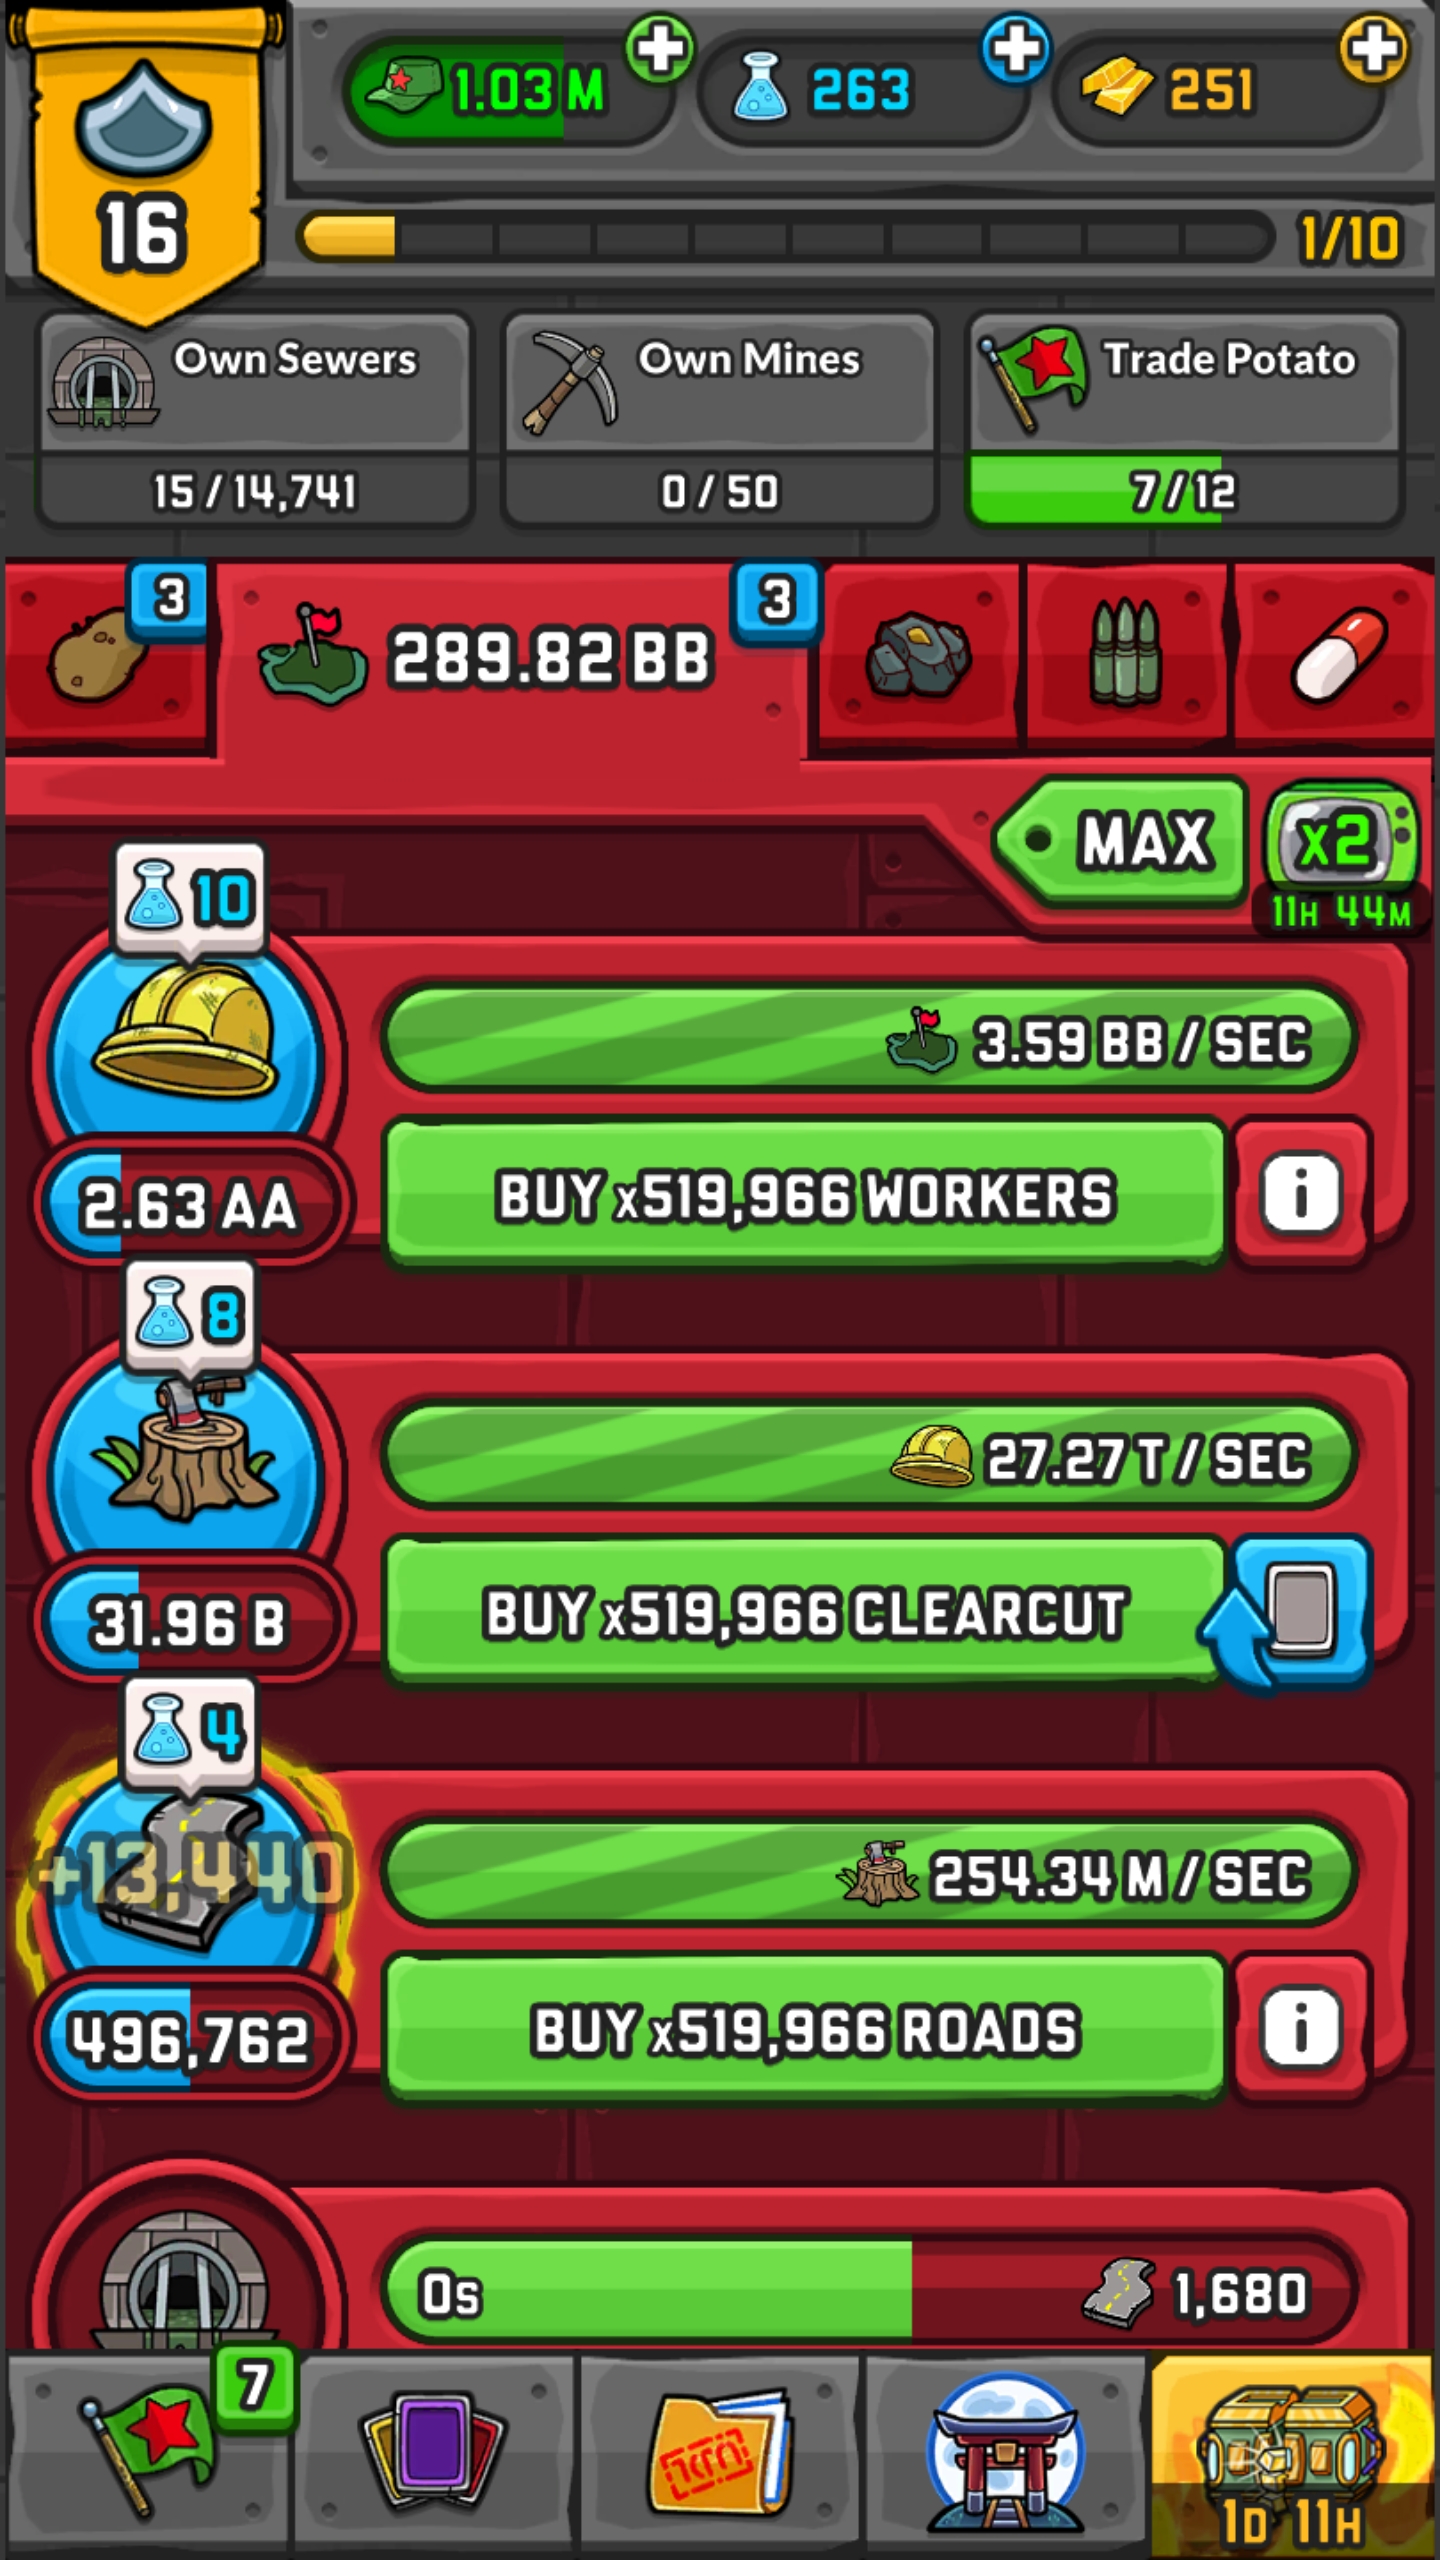 16
1.03 M
263
251
1/10
Own Sewers
15 / 14,741
Own Mines
0 / 50
Trade Potato
7 / 12
3
289.82 BB
3
MAX
x2
11H 44M
10
3.59 BB / SEC
2.63 AA
BUY x519,966 WORKERS
i
8
27.27 T / SEC
31.96 B
BUY x519,966 CLEARCUT
4
+13,440
254.34 M / SEC
496,762
BUY x519,966 ROADS
i
0s
1,680
7
1D 11H